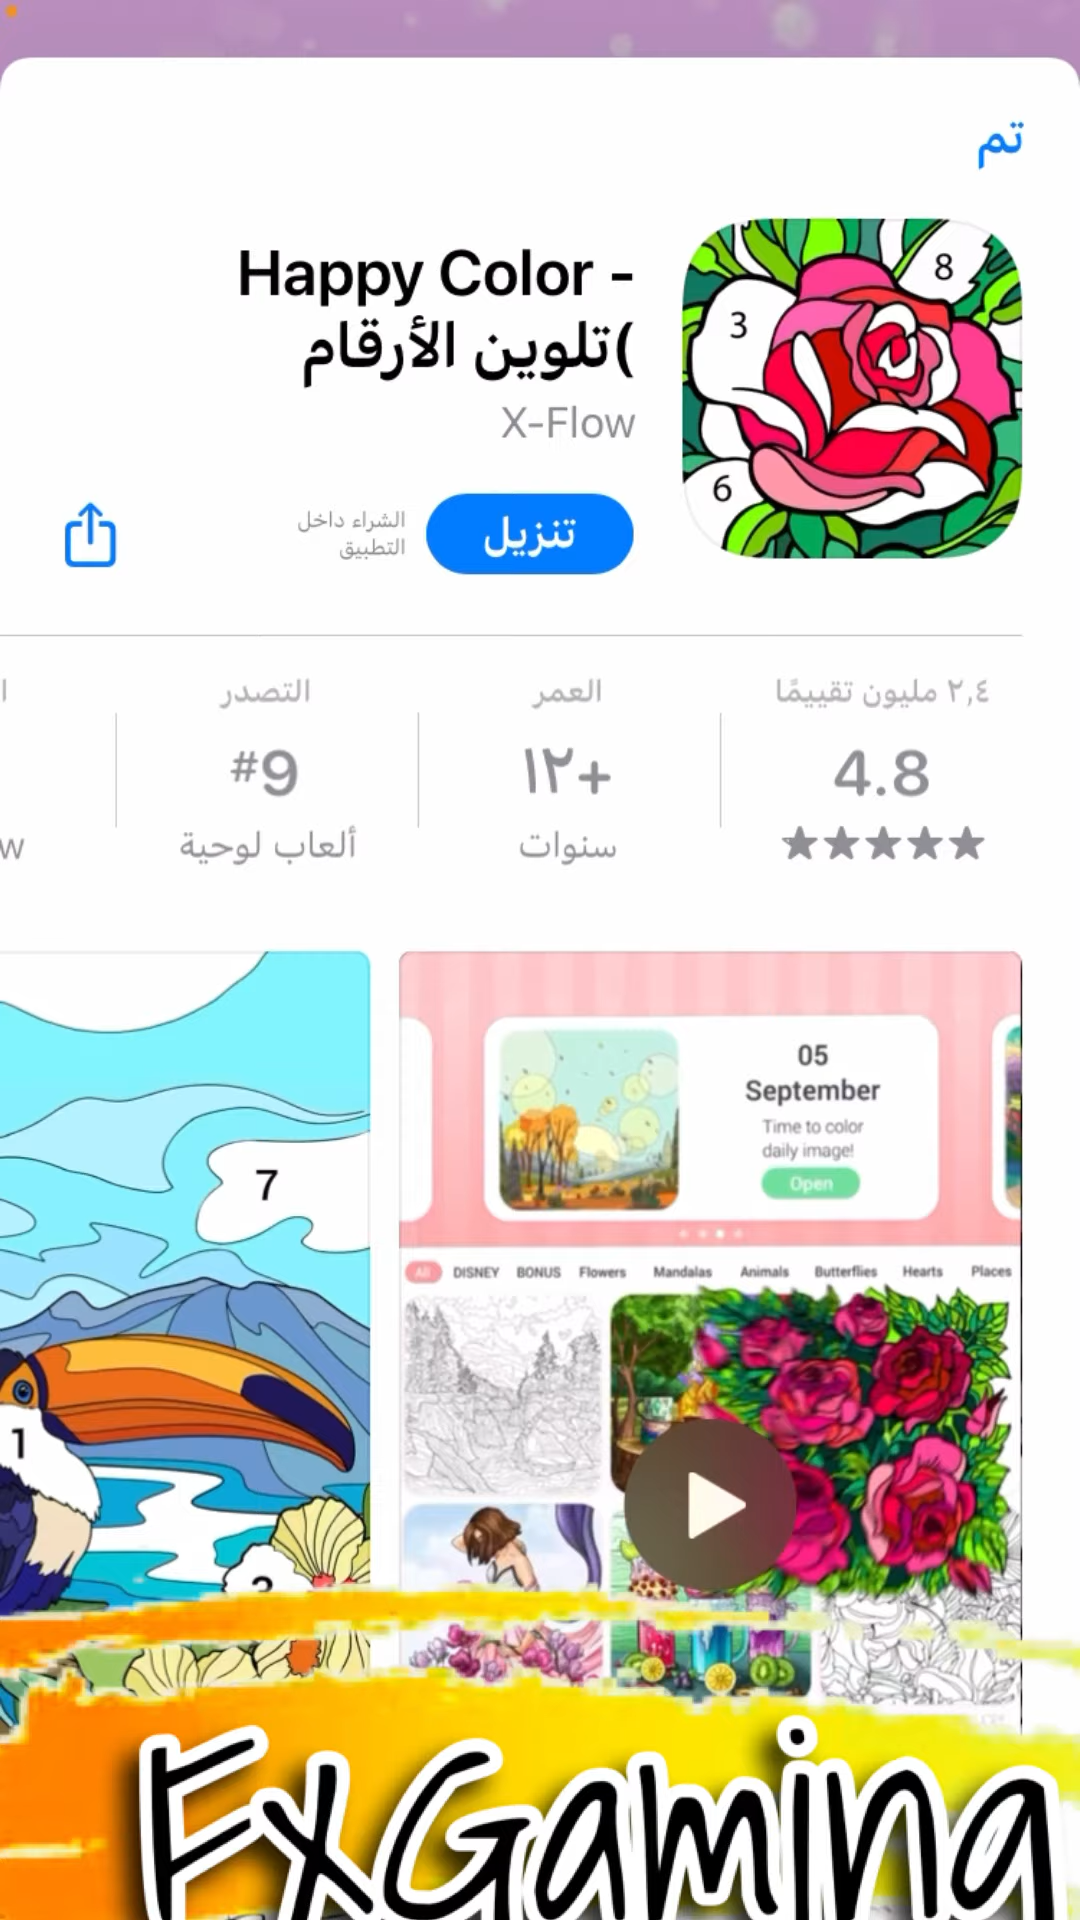 تم
Happy Color -
تلوين الأرقام(
X-Flow
تنزيل
الشراء داخل
التطبيق
٢,٤ مليون تقييمًا
4.8
★★★★★
العمر
+١٢
سنوات
التصدر
#9
ألعاب لوحية
w
8
3
6
7
1
05
September
Time to color
daily image!
Open
All DISNEY BONUS Flowers Mandalas Animals Butterflies Hearts Places
ExGaming